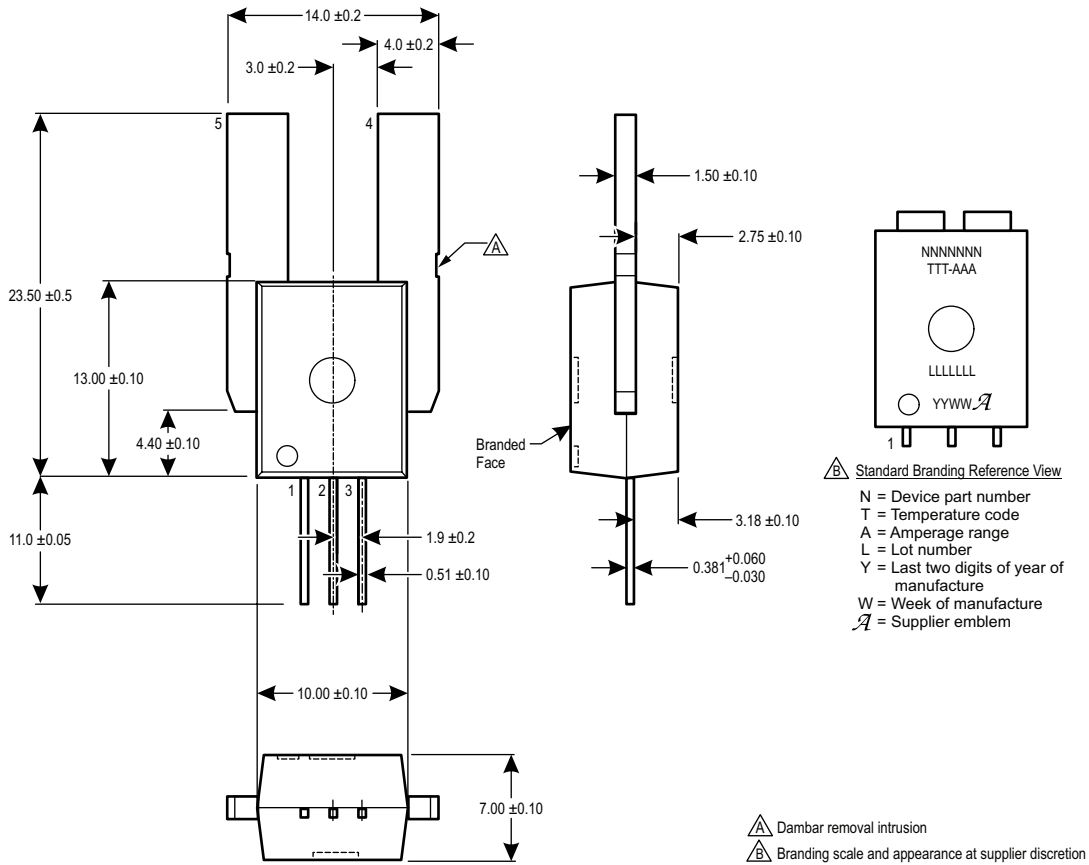 14.0 ±0.2
4.0 ±0.2
3.0 ±0.2
5
4
A
23.50 ±0.5
13.00 ±0.10
4.40 ±0.10
1
2
3
11.0 ±0.05
1.9 ±0.2
0.51 ±0.10
10.00 ±0.10
7.00 ±0.10
1.50 ±0.10
2.75 ±0.10
Branded
Face
3.18 ±0.10
0.381 +0.060
–0.030
NNNNNNN
TTT-AAA
LLLLLLL
YYWW A
1
B Standard Branding Reference View
N = Device part number
T = Temperature code
A = Amperage range
L = Lot number
Y = Last two digits of year of
manufacture
W = Week of manufacture
A = Supplier emblem
A Dambar removal intrusion
B Branding scale and appearance at supplier discretion